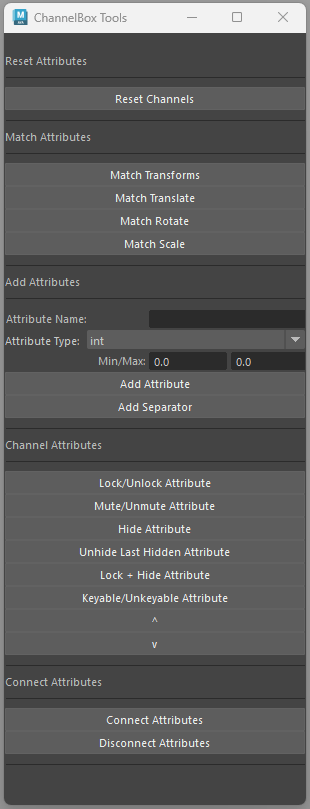 ChannelBox Tools
Reset Attributes
Reset Channels
Match Attributes
Match Transforms
Match Translate
Match Rotate
Match Scale
Add Attributes
Attribute Name:
Attribute Type: int
Min/Max: 0.0 0.0
Add Attribute
Add Separator
Channel Attributes
Lock/Unlock Attribute
Mute/Unmute Attribute
Hide Attribute
Unhide Last Hidden Attribute
Lock + Hide Attribute
Keyable/Unkeyable Attribute
^
v
Connect Attributes
Connect Attributes
Disconnect Attributes